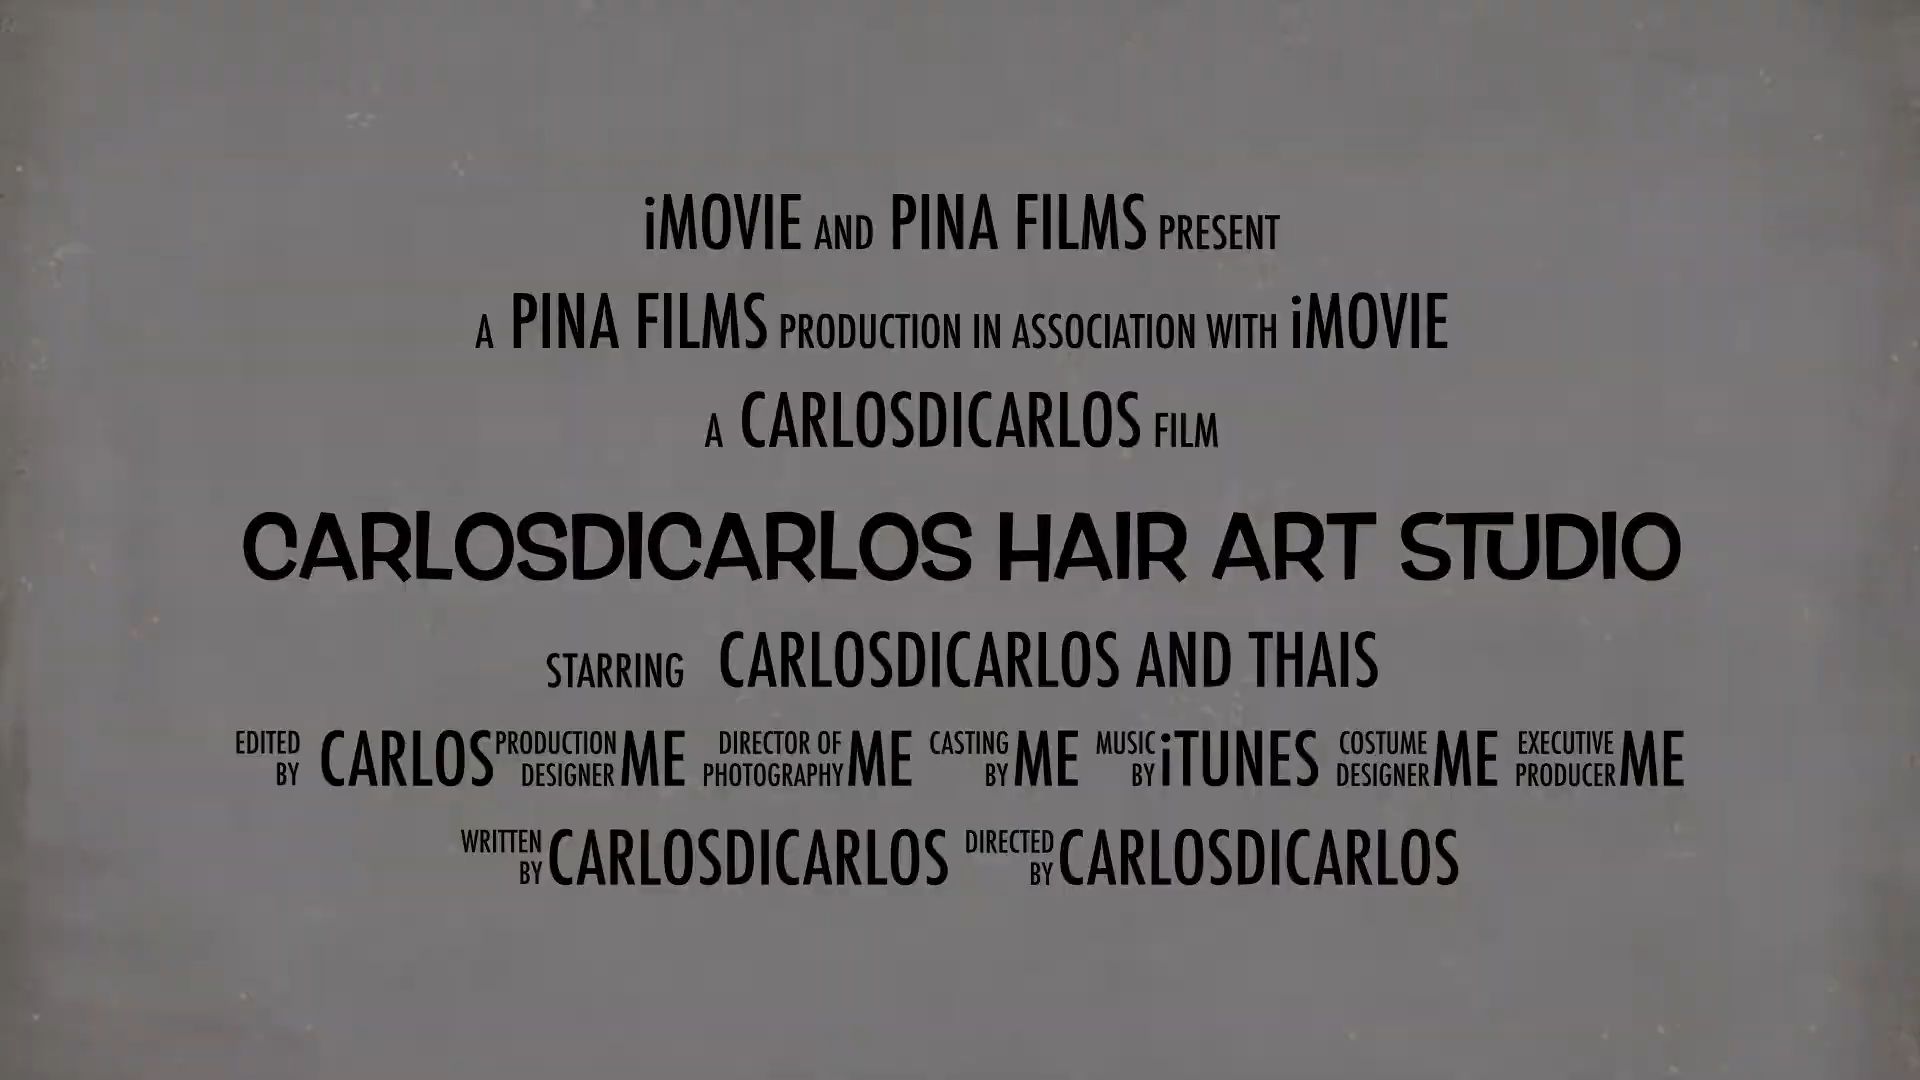 iMOVIE AND PINA FILMS PRESENT
A PINA FILMS PRODUCTION IN ASSOCIATION WITH iMOVIE
A CARLOSDICARLOS FILM
CARLOSDICARLOS HAIR ART STUDIO
STARRING CARLOSDICARLOS AND THAIS
EDITED BY CARLOS PRODUCTION DESIGNER ME DIRECTOR OF PHOTOGRAPHY ME CASTING BY ME MUSIC BY iTUNES COSTUME DESIGNER ME EXECUTIVE PRODUCER ME
WRITTEN BY CARLOSDICARLOS DIRECTED BY CARLOSDICARLOS